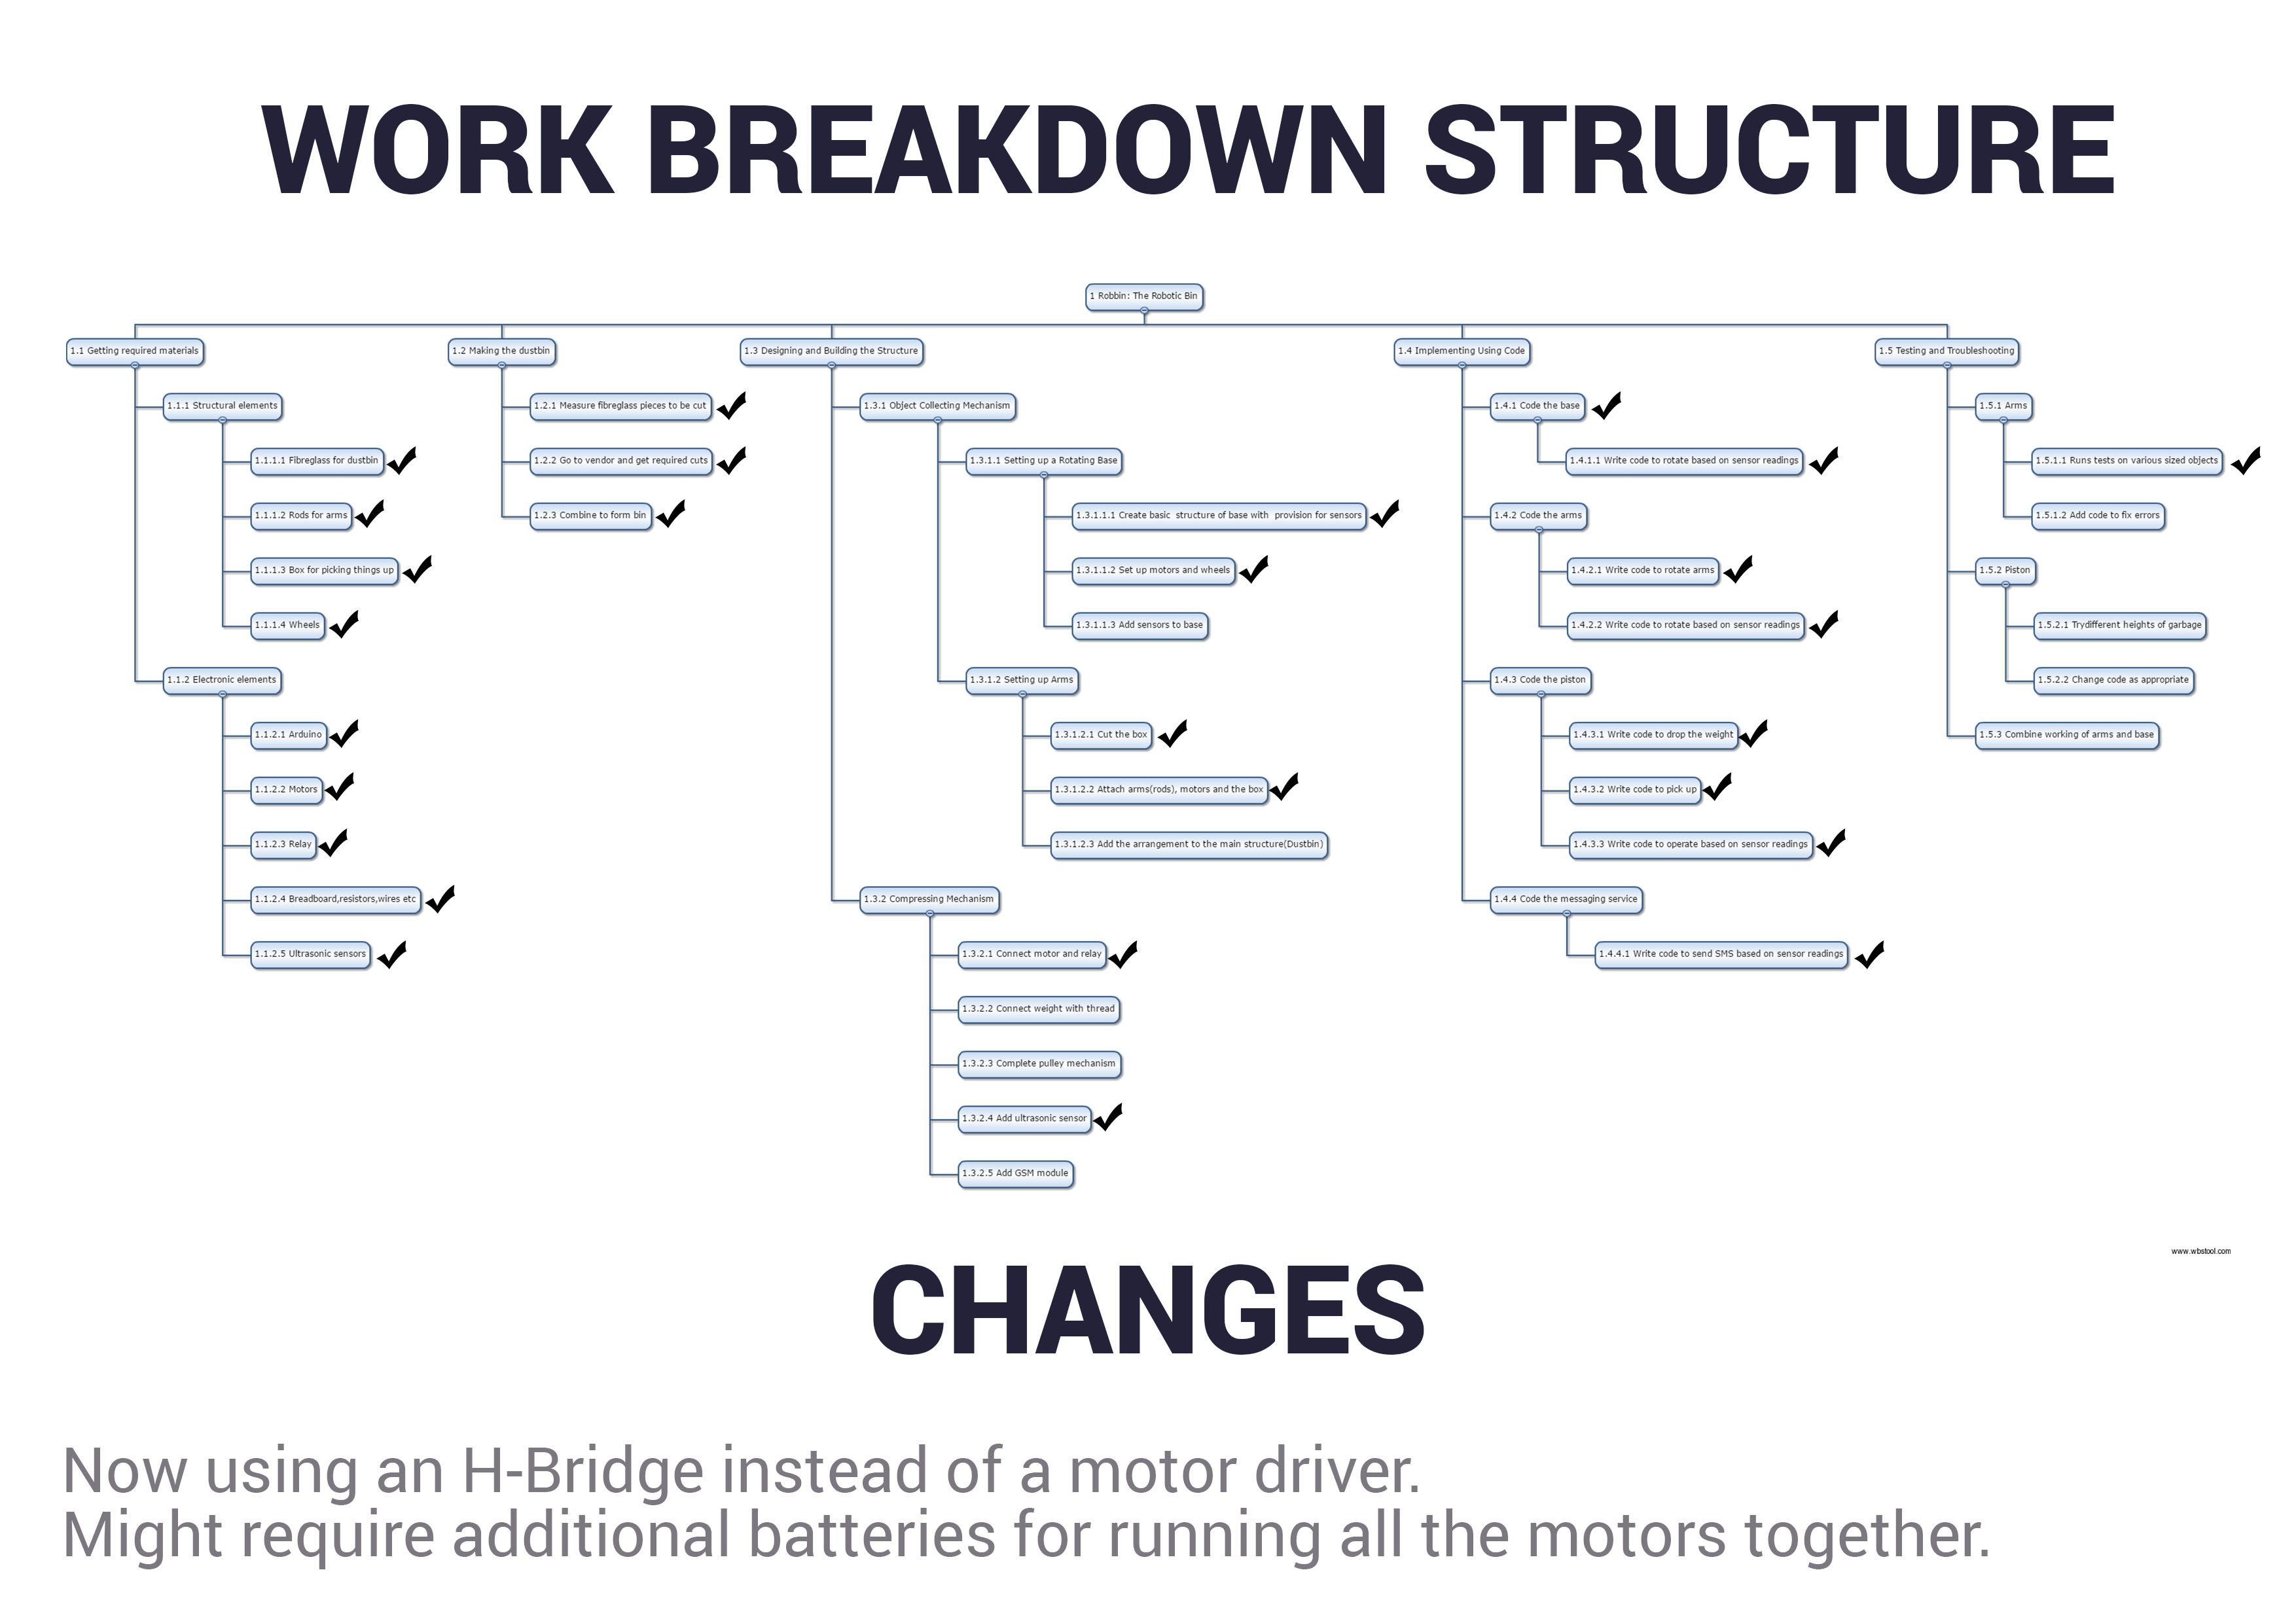 WORK BREAKDOWN STRUCTURE
1 Robbin: The Robotic Bin
1.1 Getting required materials
1.1.1 Structural elements
1.1.1.1 Fibreglass for dustbin
1.1.1.2 Rods for arms
1.1.1.3 Box for picking things up
1.1.1.4 Wheels
1.1.2 Electronic elements
1.1.2.1 Arduino
1.1.2.2 Motors
1.1.2.3 Relay
1.1.2.4 Breadboard,resistors,wires etc
1.1.2.5 Ultrasonic sensors
1.2 Making the dustbin
1.2.1 Measure fibreglass pieces to be cut
1.2.2 Go to vendor and get required cuts
1.2.3 Combine to form bin
1.3 Designing and Building the Structure
1.3.1 Object Collecting Mechanism
1.3.1.1 Setting up a Rotating Base
1.3.1.1.1 Create basic structure of base with provision for sensors
1.3.1.1.2 Set up motors and wheels
1.3.1.1.3 Add sensors to base
1.3.1.2 Setting up Arms
1.3.1.2.1 Cut the box
1.3.1.2.2 Attach arms(rods), motors and the box
1.3.1.2.3 Add the arrangement to the main structure(Dustbin)
1.3.2 Compressing Mechanism
1.3.2.1 Connect motor and relay
1.3.2.2 Connect weight with thread
1.3.2.3 Complete pulley mechanism
1.3.2.4 Add ultrasonic sensor
1.3.2.5 Add GSM module
1.4 Implementing Using Code
1.4.1 Code the base
1.4.1.1 Write code to rotate based on sensor readings
1.4.2 Code the arms
1.4.2.1 Write code to rotate arms
1.4.2.2 Write code to rotate based on sensor readings
1.4.3 Code the piston
1.4.3.1 Write code to drop the weight
1.4.3.2 Write code to pick up
1.4.3.3 Write code to operate based on sensor readings
1.4.4 Code the messaging service
1.4.4.1 Write code to send SMS based on sensor readings
1.5 Testing and Troubleshooting
1.5.1 Arms
1.5.1.1 Runs tests on various sized objects
1.5.1.2 Add code to fix errors
1.5.2 Piston
1.5.2.1 Trydifferent heights of garbage
1.5.2.2 Change code as appropriate
1.5.3 Combine working of arms and base
www.wbstool.com
CHANGES
Now using an H-Bridge instead of a motor driver.
Might require additional batteries for running all the motors together.